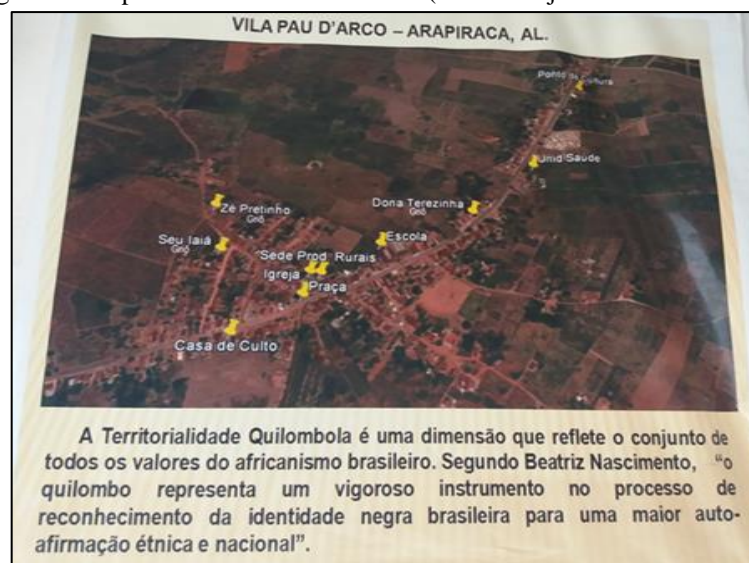 VILA PAU D'ARCO – ARAPIRACA, AL.
Ponto de Cultura
Unid Saúde
Zé Pretinho
Griô
Dona Terezinha
Griô
Seu Iaiá
Griô
Escola
Sede Prod. Rurais
Igreja
Praça
Casa de Culto
A Territorialidade Quilombola é uma dimensão que reflete o conjunto de
todos os valores do africanismo brasileiro. Segundo Beatriz Nascimento, "o
quilombo representa um vigoroso instrumento no processo de
reconhecimento da identidade negra brasileira para uma maior auto-
afirmação étnica e nacional".